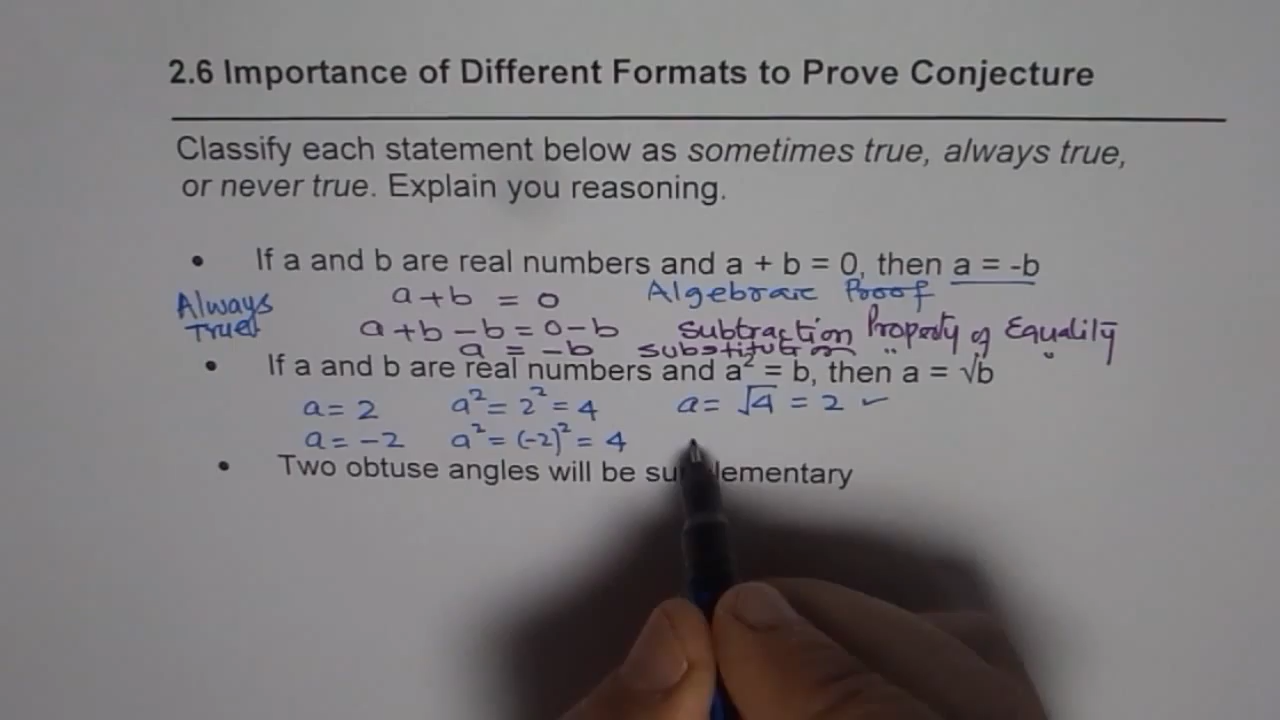 2.6 Importance of Different Formats to Prove Conjecture
Classify each statement below as sometimes true, always true,
or never true. Explain you reasoning.
• If a and b are real numbers and a + b = 0, then a = -b
Always True
a + b = 0 Algebraic Proof
a + b - b = 0 - b Subtraction Property of Equality
a = -b substitution " "
• If a and b are real numbers and a² = b, then a = √b
a = 2 a² = 2² = 4 a = √4 = 2 ✓
a = -2 a² = (-2)² = 4
• Two obtuse angles will be